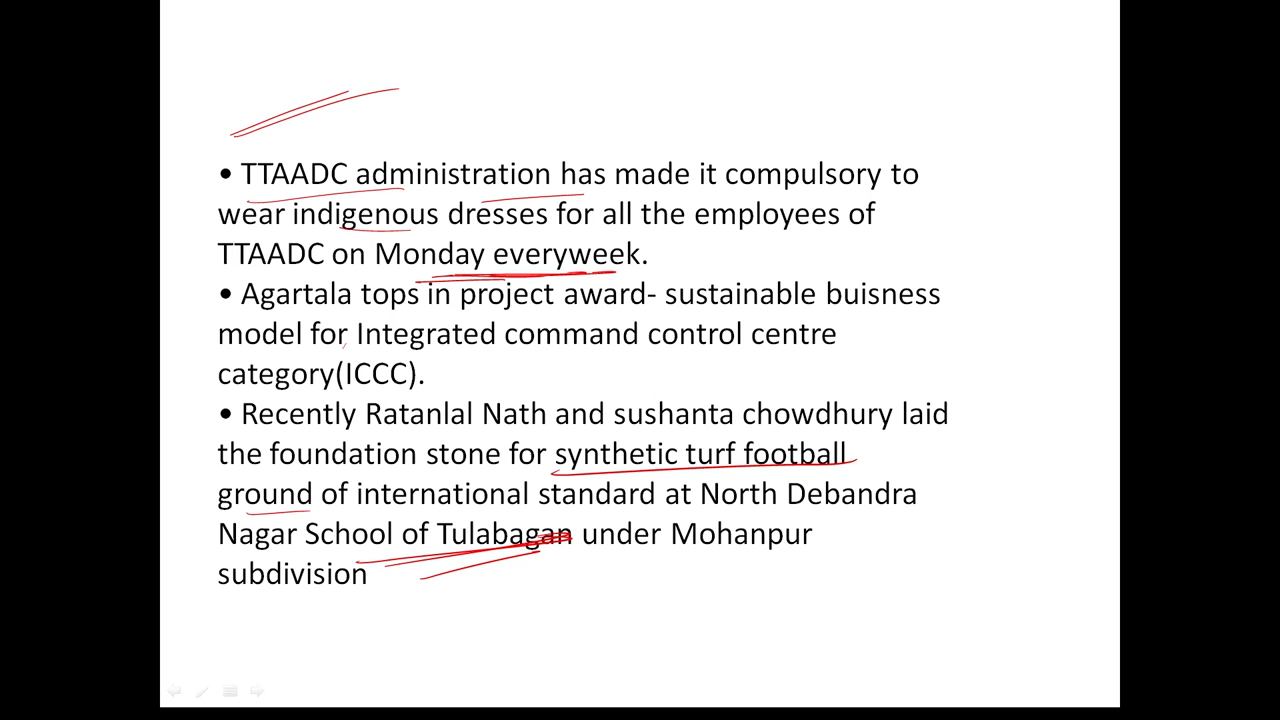 • TTAADC administration has made it compulsory to
wear indigenous dresses for all the employees of
TTAADC on Monday everyweek.
• Agartala tops in project award- sustainable buisness
model for Integrated command control centre
category(ICCC).
• Recently Ratanlal Nath and sushanta chowdhury laid
the foundation stone for synthetic turf football
ground of international standard at North Debandra
Nagar School of Tulabagan under Mohanpur
subdivision